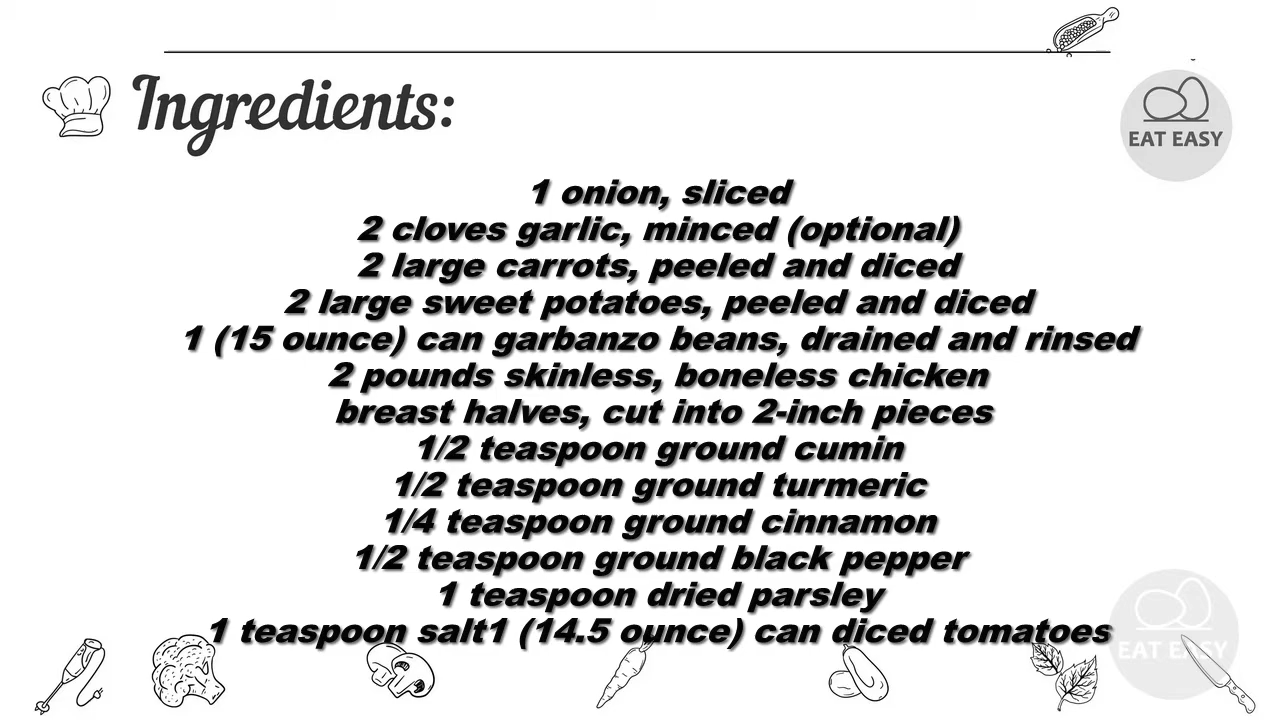 Ingredients:
EAT EASY
1 onion, sliced
2 cloves garlic, minced (optional)
2 large carrots, peeled and diced
2 large sweet potatoes, peeled and diced
1 (15 ounce) can garbanzo beans, drained and rinsed
2 pounds skinless, boneless chicken
breast halves, cut into 2-inch pieces
1/2 teaspoon ground cumin
1/2 teaspoon ground turmeric
1/4 teaspoon ground cinnamon
1/2 teaspoon ground black pepper
1 teaspoon dried parsley
1 teaspoon salt1 (14.5 ounce) can diced tomatoes
EAT EASY